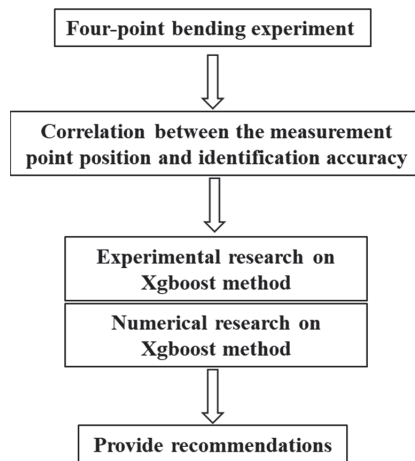 Four-point bending experiment
Correlation between the measurement
point position and identification accuracy
Experimental research on
Xgboost method
Numerical research on
Xgboost method
Provide recommendations